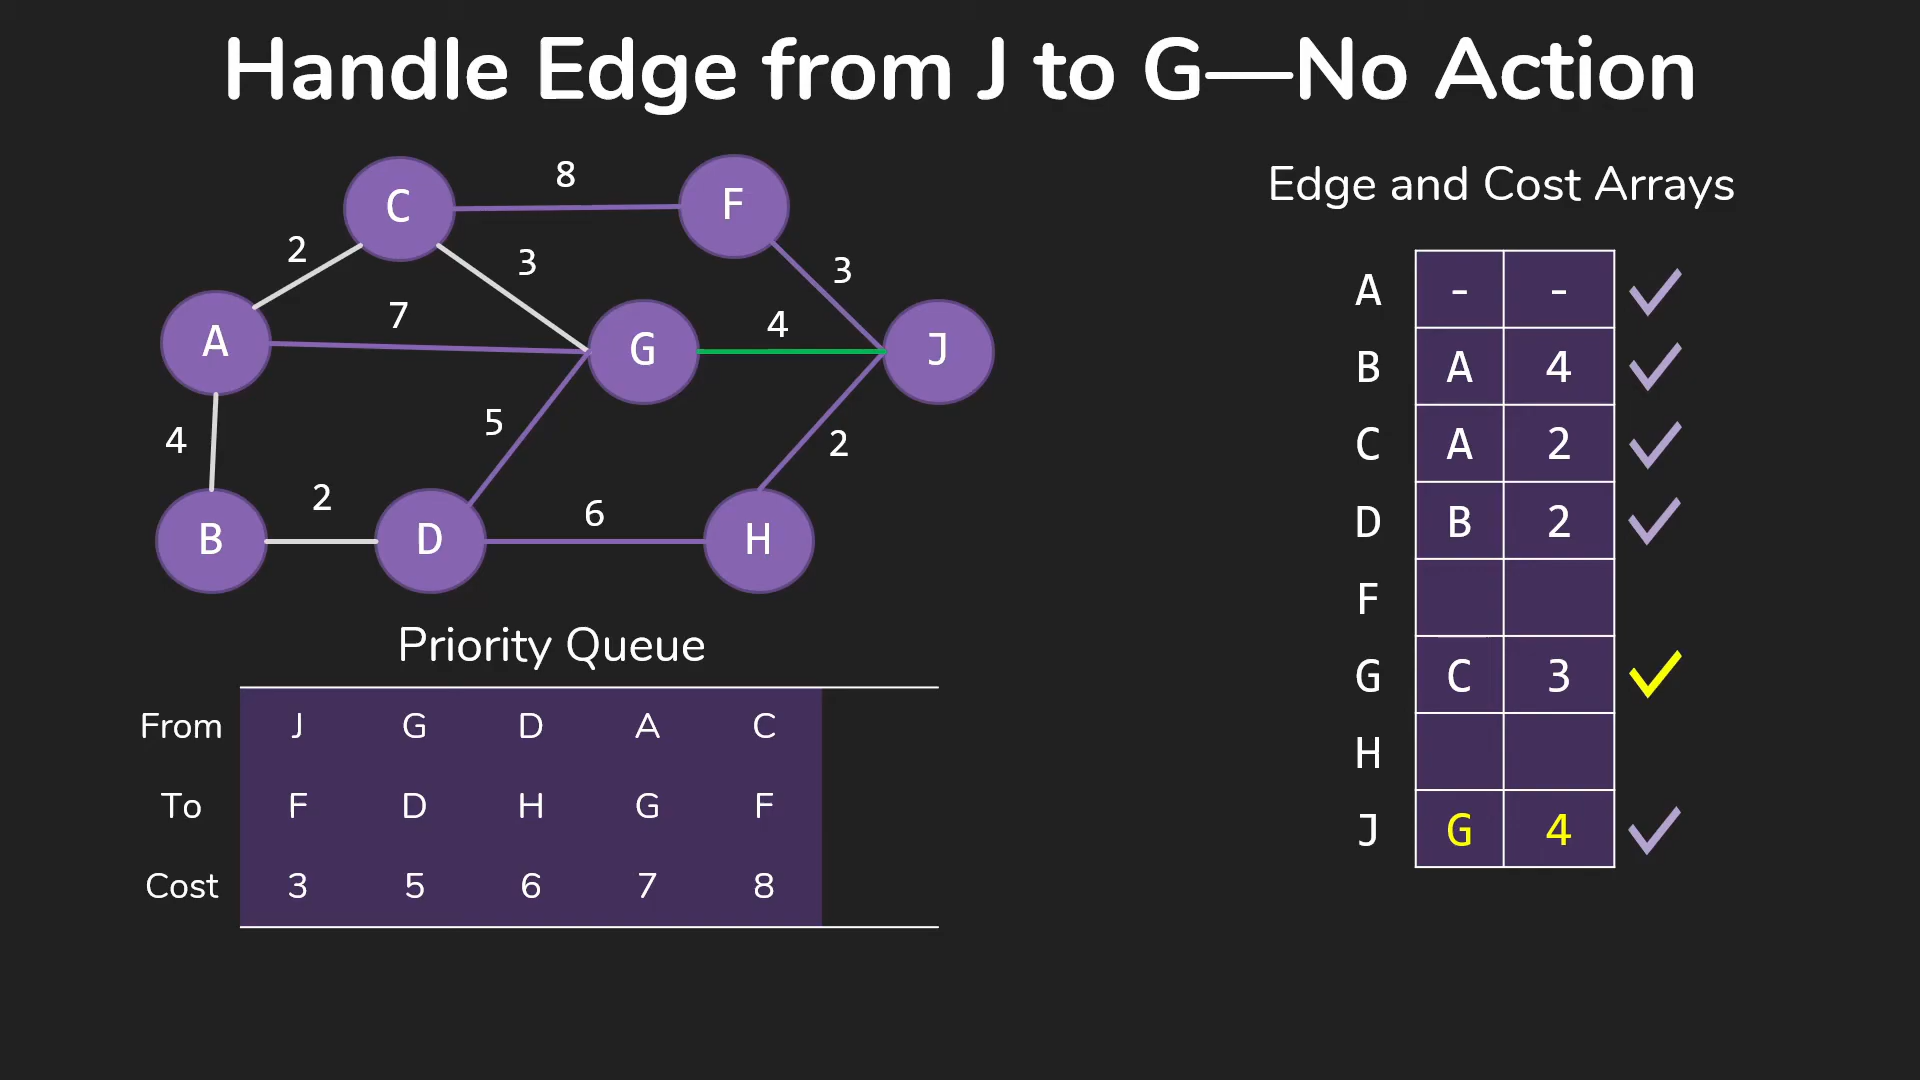 Handle Edge from J to G—No Action
C
8
F
2
3
3
A
7
G
4
J
4
5
2
B
2
D
6
H
Priority Queue
From J G D A C
To F D H G F
Cost 3 5 6 7 8
Edge and Cost Arrays
A - -
B A 4
C A 2
D B 2
F
G C 3
H
J G 4